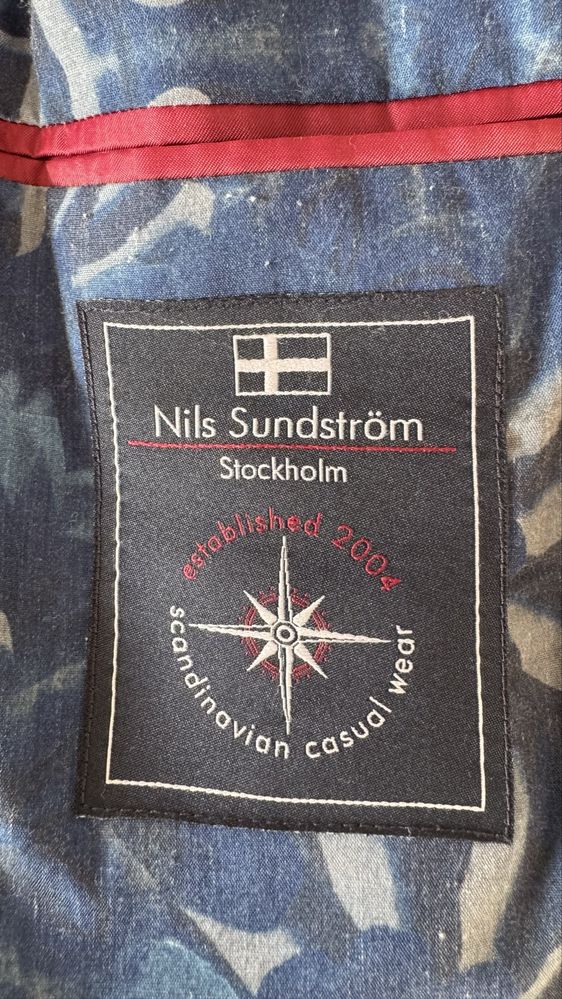 Nils Sundström
Stockholm
established 2004
scandinavian casual wear